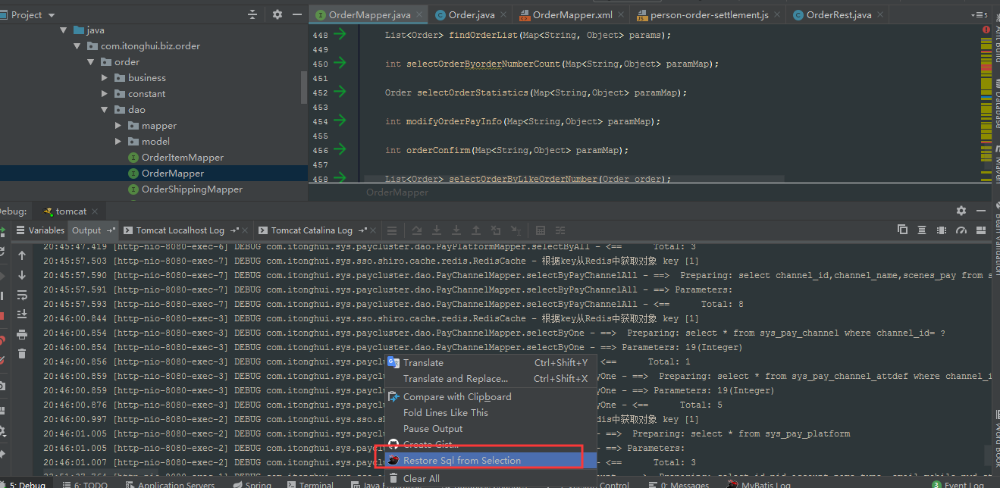 Project
java
com.itonghui.biz.order
order
business
constant
dao
mapper
model
OrderItemMapper
OrderMapper
OrderShippingMapper
OrderMapper.java
Order.java
OrderMapper.xml
person-order-settlement.js
OrderRest.java
5
448 List<Order> findOrderList(Map<String, Object> params);
449
450 int selectOrderByorderNumberCount(Map<String,Object> paramMap);
451
452 Order selectOrderStatistics(Map<String,Object> paramMap);
453
454 int modifyOrderPayInfo(Map<String,Object> paramMap);
455
456 int orderConfirm(Map<String,Object> paramMap);
457
458 List<Order> selectOrderByLikeOrderNumber(Order order);
OrderMapper
Ant Build
Database
Maven
Bean Validation
Word Book
ebug:
tomcat
Variables
Output
Tomcat Localhost Log
Tomcat Catalina Log
20:45:47.419 [http-nio-8080-exec-6] DEBUG com.itonghui.sys.paycluster.dao.PayPlatformMapper.selectByAll - <== Total: 3
20:45:57.503 [http-nio-8080-exec-7] DEBUG com.itonghui.sys.sso.shiro.cache.redis.RedisCache - 根据key从Redis中获取对象 key [1]
20:45:57.590 [http-nio-8080-exec-7] DEBUG com.itonghui.sys.paycluster.dao.PayChannelMapper.selectByPayChannelAll - ==> Preparing: select channel_id,channel_name,scenes_pay from s
20:45:57.591 [http-nio-8080-exec-7] DEBUG com.itonghui.sys.paycluster.dao.PayChannelMapper.selectByPayChannelAll - ==> Parameters:
20:45:57.593 [http-nio-8080-exec-7] DEBUG com.itonghui.sys.paycluster.dao.PayChannelMapper.selectByPayChannelAll - <== Total: 8
20:46:00.844 [http-nio-8080-exec-3] DEBUG com.itonghui.sys.sso.shiro.cache.redis.RedisCache - 根据key从Redis中获取对象 key [1]
20:46:00.854 [http-nio-8080-exec-3] DEBUG com.itonghui.sys.paycluster.dao.PayChannelMapper.selectByOne - ==> Preparing: select * from sys_pay_channel where channel_id= ?
20:46:00.854 [http-nio-8080-exec-3] DEBUG com.itonghui.sys.paycluster.dao.PayChannelMapper.selectByOne - ==> Parameters: 19(Integer)
20:46:00.856 [http-nio-8080-exec-3] DEBUG com.itonghui.sys.payclu <== Total: 1
20:46:00.859 [http-nio-8080-exec-3] DEBUG com.itonghui.sys.payclu yOne - ==> Preparing: select * from sys_pay_channel_attdef where channel_i
20:46:00.859 [http-nio-8080-exec-3] DEBUG com.itonghui.sys.payclu yOne - ==> Parameters: 19(Integer)
20:46:00.876 [http-nio-8080-exec-3] DEBUG com.itonghui.sys.payclu yOne - <== Total: 5
20:46:00.997 [http-nio-8080-exec-2] DEBUG com.itonghui.sys.sso.sh dis中获取对象 key [1]
20:46:01.005 [http-nio-8080-exec-2] DEBUG com.itonghui.sys.payclu - ==> Preparing: select * from sys_pay_platform
20:46:01.005 [http-nio-8080-exec-2] DEBUG com.itonghui.sys.payclu - ==> Parameters:
20:46:01.007 [http-nio-8080-exec-2] DEBUG com.itonghui.sys.payclu - <== Total: 3
Translate Ctrl+Shift+Y
Translate and Replace... Ctrl+Shift+X
Compare with Clipboard
Fold Lines Like This
Pause Output
Create Gist...
Restore Sql from Selection
Clear All
5: Debug
6: TODO
Application Servers
Spring
Terminal
Java
Control
0: Messages
MyBatis Log
3 Event Log